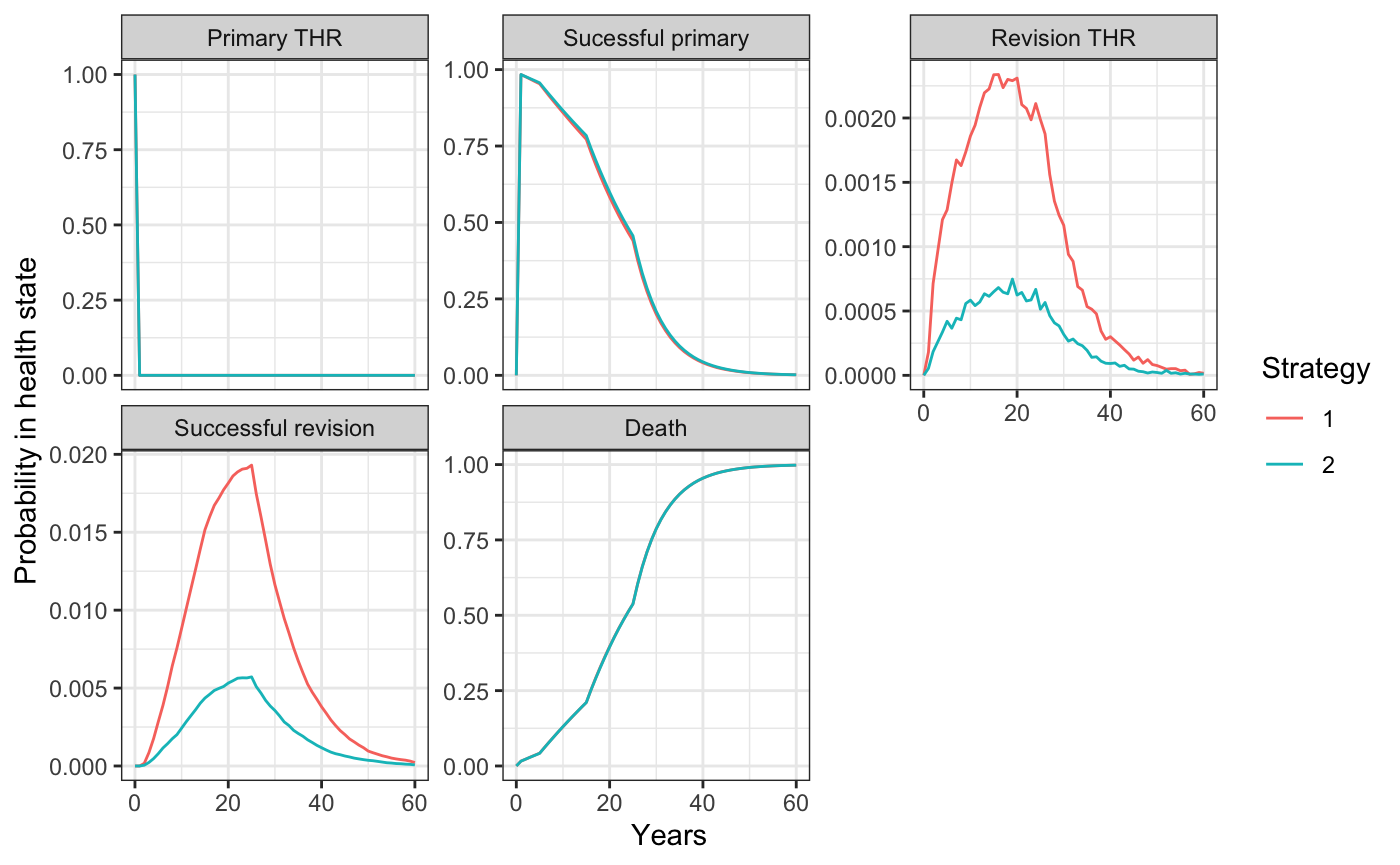 Primary THR
Sucessful primary
Revision THR
1.00
0.75
0.50
0.25
0.00
1.00
0.75
0.50
0.25
0.00
0.0020
0.0015
0.0010
0.0005
0.0000
0 20 40 60
Probability in health state
Successful revision
Death
0.020
0.015
0.010
0.005
0.000
0 20 40 60
1.00
0.75
0.50
0.25
0.00
0 20 40 60
Years
Strategy
1
2